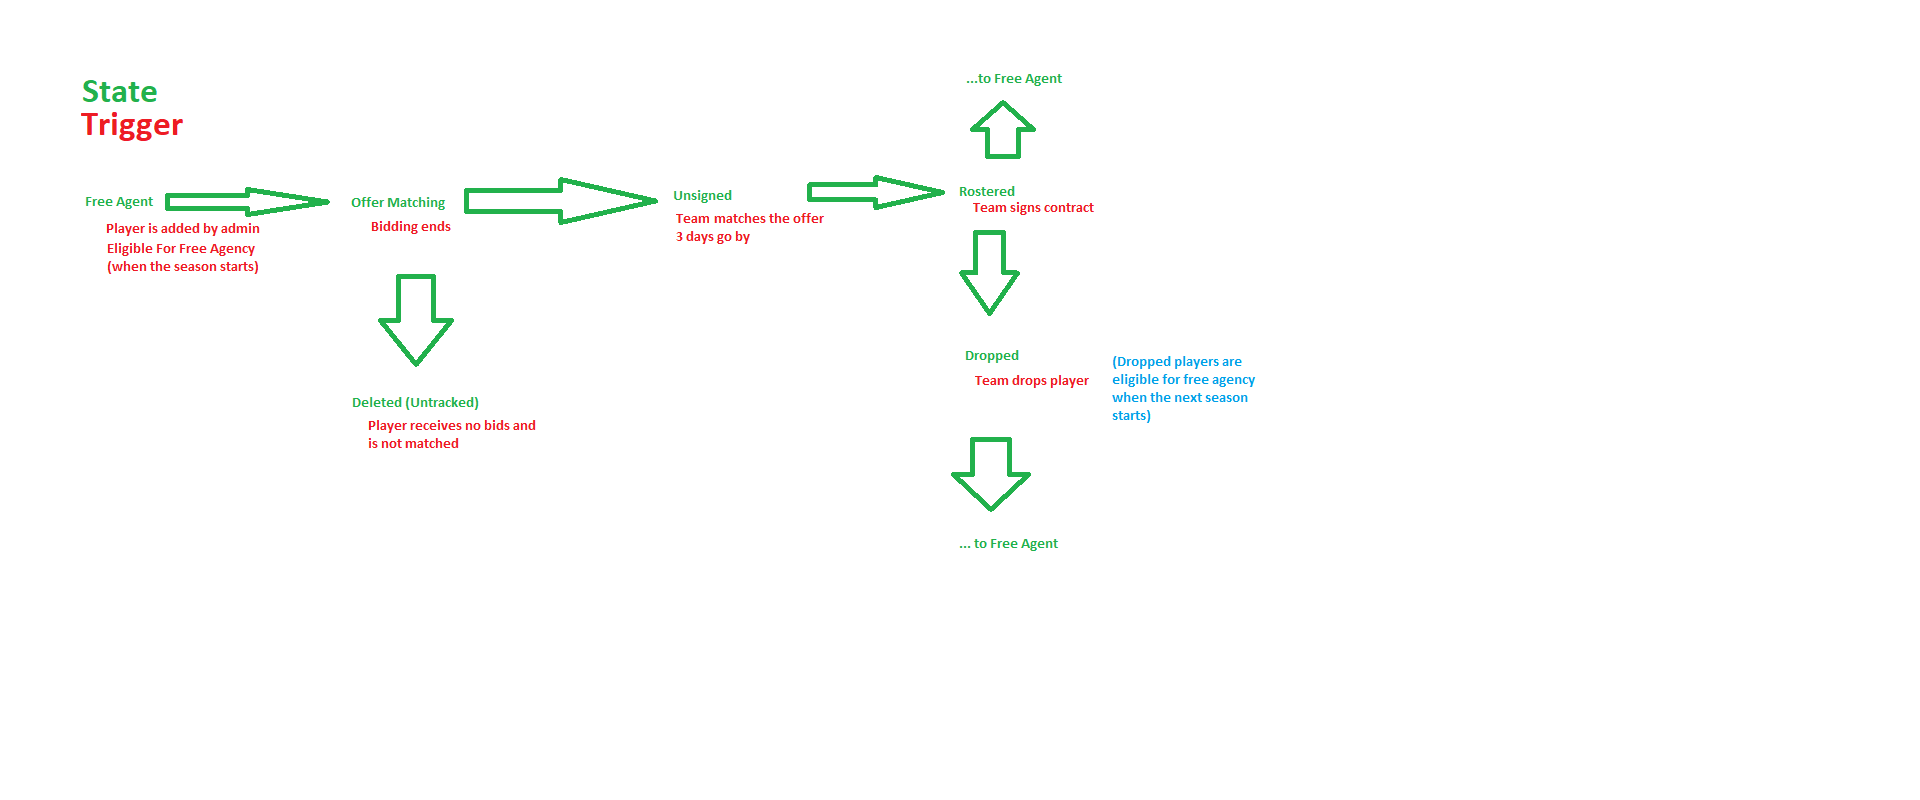 State
Trigger
Free Agent
Player is added by admin
Eligible For Free Agency
(when the season starts)
Offer Matching
Bidding ends
Deleted (Untracked)
Player receives no bids and
is not matched
Unsigned
Team matches the offer
3 days go by
...to Free Agent
Rostered
Team signs contract
Dropped
Team drops player
(Dropped players are
eligible for free agency
when the next season
starts)
... to Free Agent